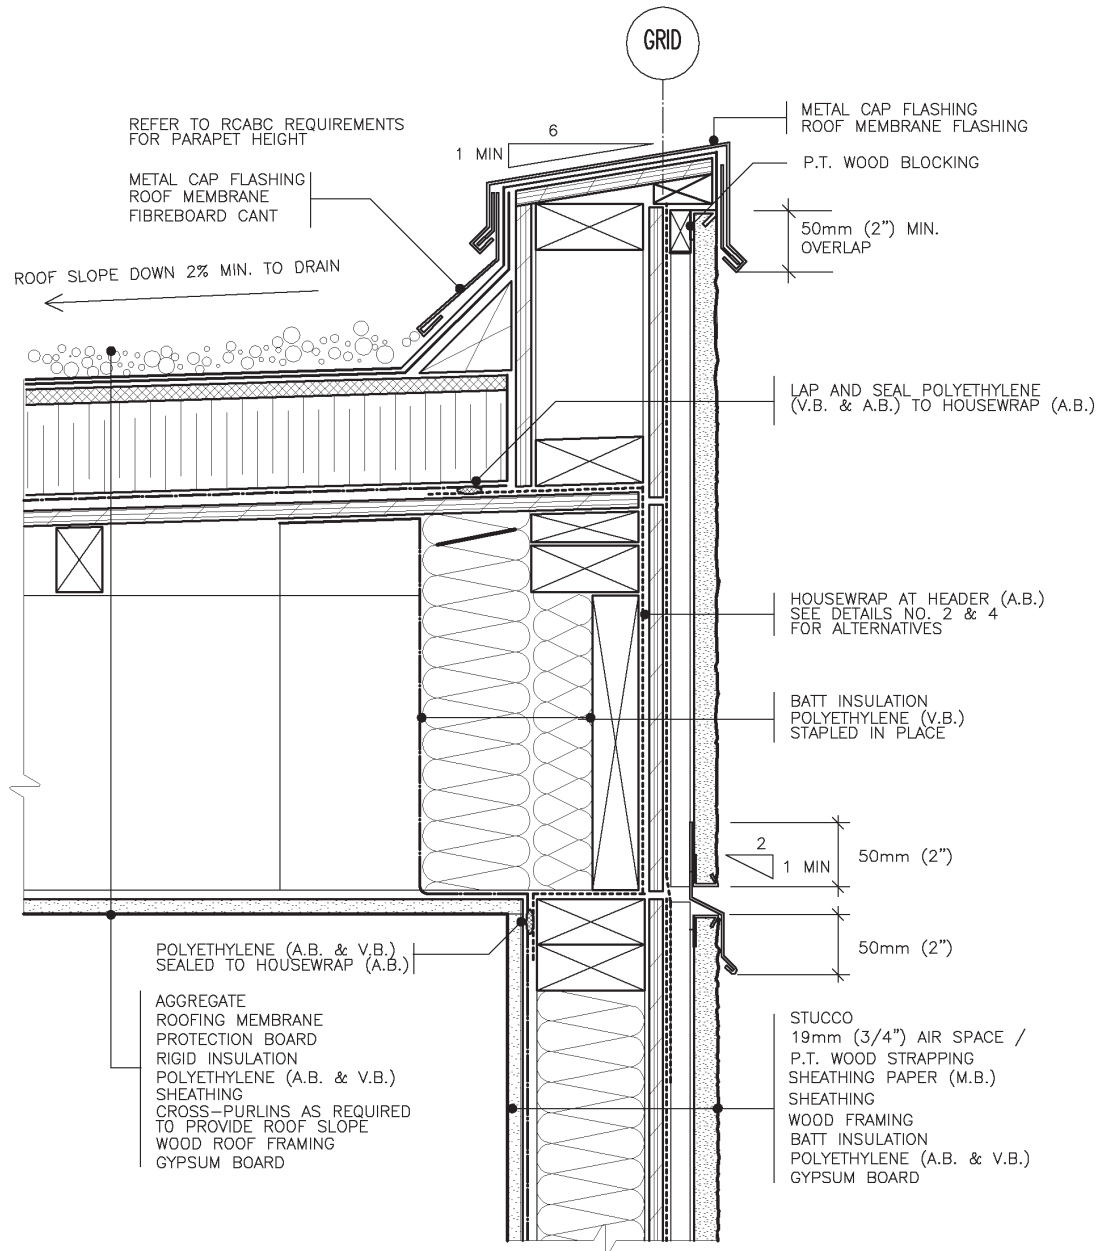 GRID
METAL CAP FLASHING
ROOF MEMBRANE FLASHING
REFER TO RCABC REQUIREMENTS
FOR PARAPET HEIGHT
6
1 MIN
P.T. WOOD BLOCKING
METAL CAP FLASHING
ROOF MEMBRANE
FIBREBOARD CANT
50mm (2") MIN.
OVERLAP
ROOF SLOPE DOWN 2% MIN. TO DRAIN
LAP AND SEAL POLYETHYLENE
(V.B. & A.B.) TO HOUSEWRAP (A.B.)
HOUSEWRAP AT HEADER (A.B.)
SEE DETAILS NO. 2 & 4
FOR ALTERNATIVES
BATT INSULATION
POLYETHYLENE (V.B.)
STAPLED IN PLACE
2
1 MIN
50mm (2")
50mm (2")
POLYETHYLENE (A.B. & V.B.)
SEALED TO HOUSEWRAP (A.B.)
AGGREGATE
ROOFING MEMBRANE
PROTECTION BOARD
RIGID INSULATION
POLYETHYLENE (A.B. & V.B.)
SHEATHING
CROSS-PURLINS AS REQUIRED
TO PROVIDE ROOF SLOPE
WOOD ROOF FRAMING
GYPSUM BOARD
STUCCO
19mm (3/4") AIR SPACE /
P.T. WOOD STRAPPING
SHEATHING PAPER (M.B.)
SHEATHING
WOOD FRAMING
BATT INSULATION
POLYETHYLENE (A.B. & V.B.)
GYPSUM BOARD